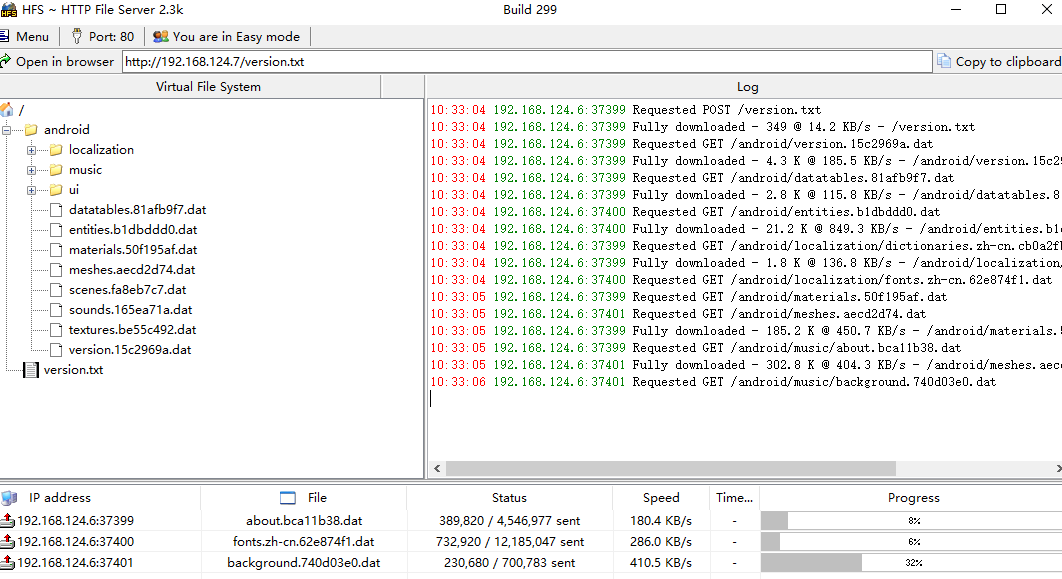 HFS ~ HTTP File Server 2.3k Build 299
Menu Port: 80 You are in Easy mode
Open in browser http://192.168.124.7/version.txt Copy to clipboard
Virtual File System
/
android
localization
music
ui
datatables.81afb9f7.dat
entities.b1dbddd0.dat
materials.50f195af.dat
meshes.aecd2d74.dat
scenes.fa8eb7c7.dat
sounds.165ea71a.dat
textures.be55c492.dat
version.15c2969a.dat
version.txt
Log
10:33:04 192.168.124.6:37399 Requested POST /version.txt
10:33:04 192.168.124.6:37399 Fully downloaded - 349 @ 14.2 KB/s - /version.txt
10:33:04 192.168.124.6:37399 Requested GET /android/version.15c2969a.dat
10:33:04 192.168.124.6:37399 Fully downloaded - 4.3 K @ 185.5 KB/s - /android/version.15c29
10:33:04 192.168.124.6:37399 Requested GET /android/datatables.81afb9f7.dat
10:33:04 192.168.124.6:37399 Fully downloaded - 2.8 K @ 115.8 KB/s - /android/datatables.8
10:33:04 192.168.124.6:37400 Requested GET /android/entities.b1dbddd0.dat
10:33:04 192.168.124.6:37400 Fully downloaded - 21.2 K @ 849.3 KB/s - /android/entities.b1d
10:33:04 192.168.124.6:37399 Requested GET /android/localization/dictionaries.zh-cn.cb0a2fb
10:33:04 192.168.124.6:37399 Fully downloaded - 1.8 K @ 136.8 KB/s - /android/localization/
10:33:04 192.168.124.6:37400 Requested GET /android/localization/fonts.zh-cn.62e874f1.dat
10:33:05 192.168.124.6:37399 Requested GET /android/materials.50f195af.dat
10:33:05 192.168.124.6:37401 Requested GET /android/meshes.aecd2d74.dat
10:33:05 192.168.124.6:37399 Fully downloaded - 185.2 K @ 450.7 KB/s - /android/materials.5
10:33:05 192.168.124.6:37399 Requested GET /android/music/about.bca11b38.dat
10:33:05 192.168.124.6:37401 Fully downloaded - 302.8 K @ 404.3 KB/s - /android/meshes.aec
10:33:06 192.168.124.6:37401 Requested GET /android/music/background.740d03e0.dat
IP address File Status Speed Time... Progress
192.168.124.6:37399 about.bca11b38.dat 389,820 / 4,546,977 sent 180.4 KB/s - 8%
192.168.124.6:37400 fonts.zh-cn.62e874f1.dat 732,920 / 12,185,047 sent 286.0 KB/s - 6%
192.168.124.6:37401 background.740d03e0.dat 230,680 / 700,783 sent 410.5 KB/s - 32%